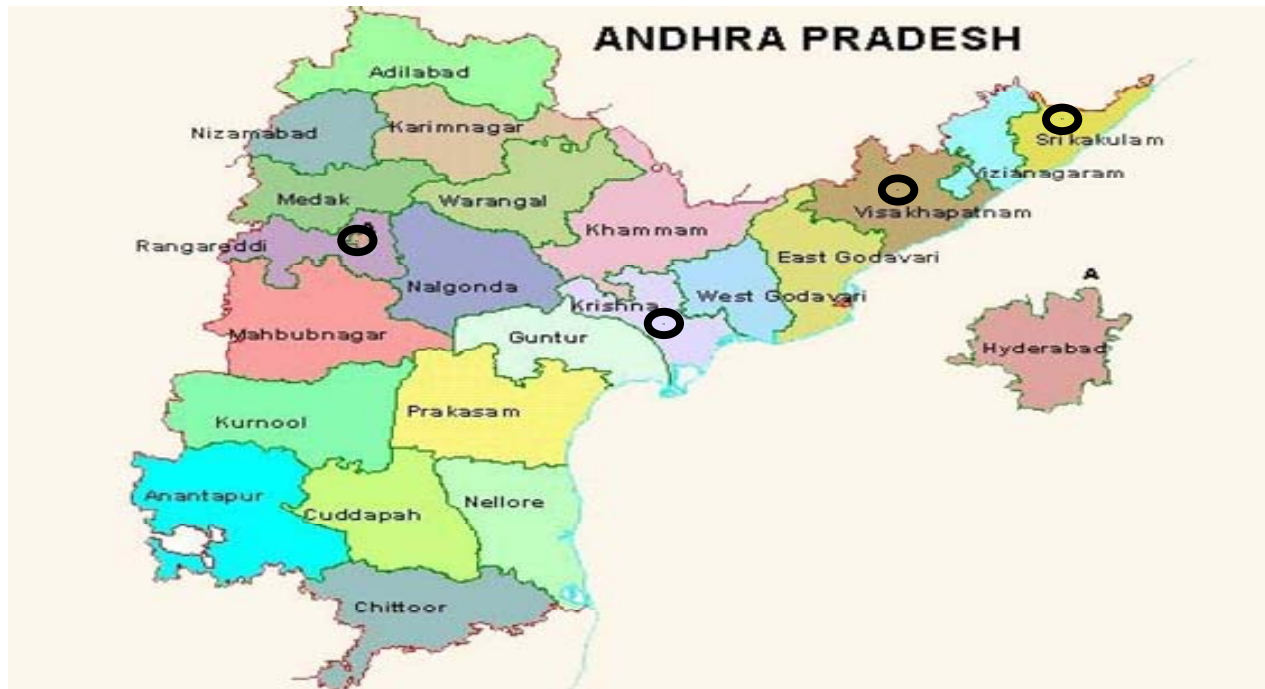 ANDHRA PRADESH
Adilabad
Nizamabad
Karimnagar
Srikakulam
Vizianagaram
Medak
Warangal
Visakhapatnam
Khammam
Rangareddi
East Godavari
A
Nalgonda
West Godavari
Krishna
Mahbubnagar
Guntur
Hyderabad
Prakasam
Kurnool
Anantapur
Cuddapah
Nellore
Chittoor